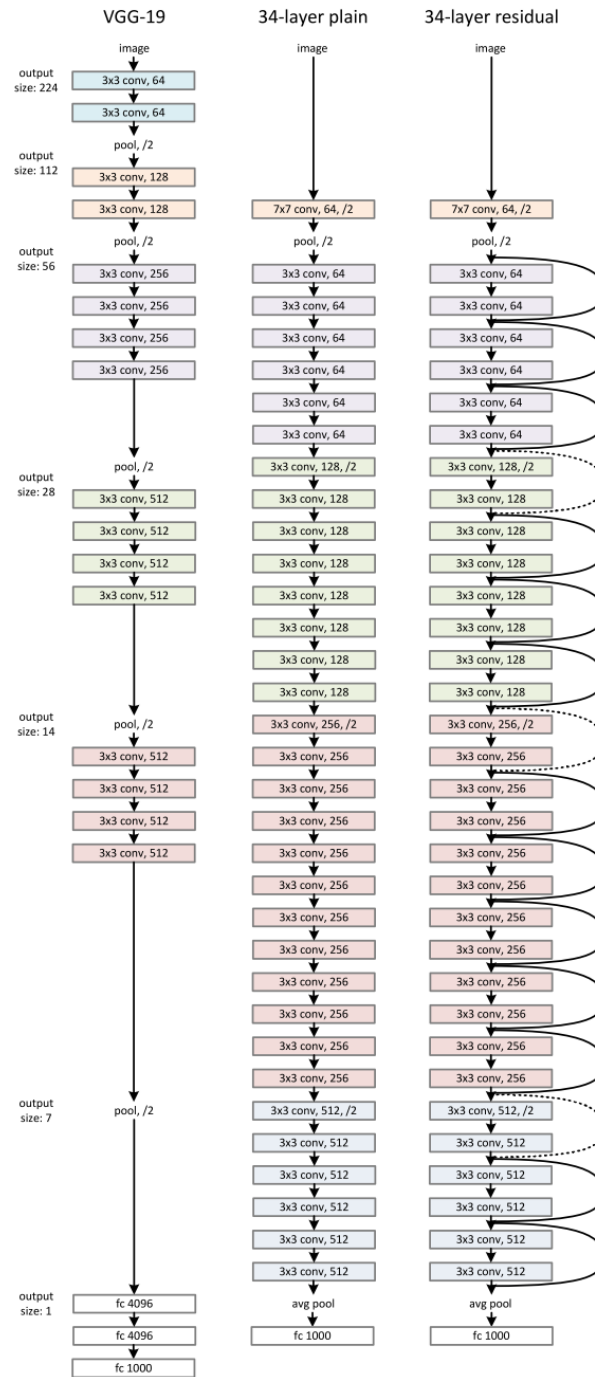 VGG-19
34-layer plain
34-layer residual
output
size: 224
image
3x3 conv, 64
3x3 conv, 64
pool, /2
output
size: 112
3x3 conv, 128
3x3 conv, 128
pool, /2
output
size: 56
3x3 conv, 256
3x3 conv, 256
3x3 conv, 256
3x3 conv, 256
pool, /2
output
size: 28
3x3 conv, 512
3x3 conv, 512
3x3 conv, 512
3x3 conv, 512
pool, /2
output
size: 14
3x3 conv, 512
3x3 conv, 512
3x3 conv, 512
3x3 conv, 512
output
size: 7
pool, /2
output
size: 1
fc 4096
fc 4096
fc 1000
image
7x7 conv, 64, /2
pool, /2
3x3 conv, 64
3x3 conv, 64
3x3 conv, 64
3x3 conv, 64
3x3 conv, 64
3x3 conv, 64
3x3 conv, 128, /2
3x3 conv, 128
3x3 conv, 128
3x3 conv, 128
3x3 conv, 128
3x3 conv, 128
3x3 conv, 128
3x3 conv, 128
3x3 conv, 256, /2
3x3 conv, 256
3x3 conv, 256
3x3 conv, 256
3x3 conv, 256
3x3 conv, 256
3x3 conv, 256
3x3 conv, 256
3x3 conv, 256
3x3 conv, 256
3x3 conv, 256
3x3 conv, 256
3x3 conv, 512, /2
3x3 conv, 512
3x3 conv, 512
3x3 conv, 512
3x3 conv, 512
3x3 conv, 512
avg pool
fc 1000
image
7x7 conv, 64, /2
pool, /2
3x3 conv, 64
3x3 conv, 64
3x3 conv, 64
3x3 conv, 64
3x3 conv, 64
3x3 conv, 64
3x3 conv, 128, /2
3x3 conv, 128
3x3 conv, 128
3x3 conv, 128
3x3 conv, 128
3x3 conv, 128
3x3 conv, 128
3x3 conv, 128
3x3 conv, 256, /2
3x3 conv, 256
3x3 conv, 256
3x3 conv, 256
3x3 conv, 256
3x3 conv, 256
3x3 conv, 256
3x3 conv, 256
3x3 conv, 256
3x3 conv, 256
3x3 conv, 256
3x3 conv, 256
3x3 conv, 512, /2
3x3 conv, 512
3x3 conv, 512
3x3 conv, 512
3x3 conv, 512
3x3 conv, 512
avg pool
fc 1000